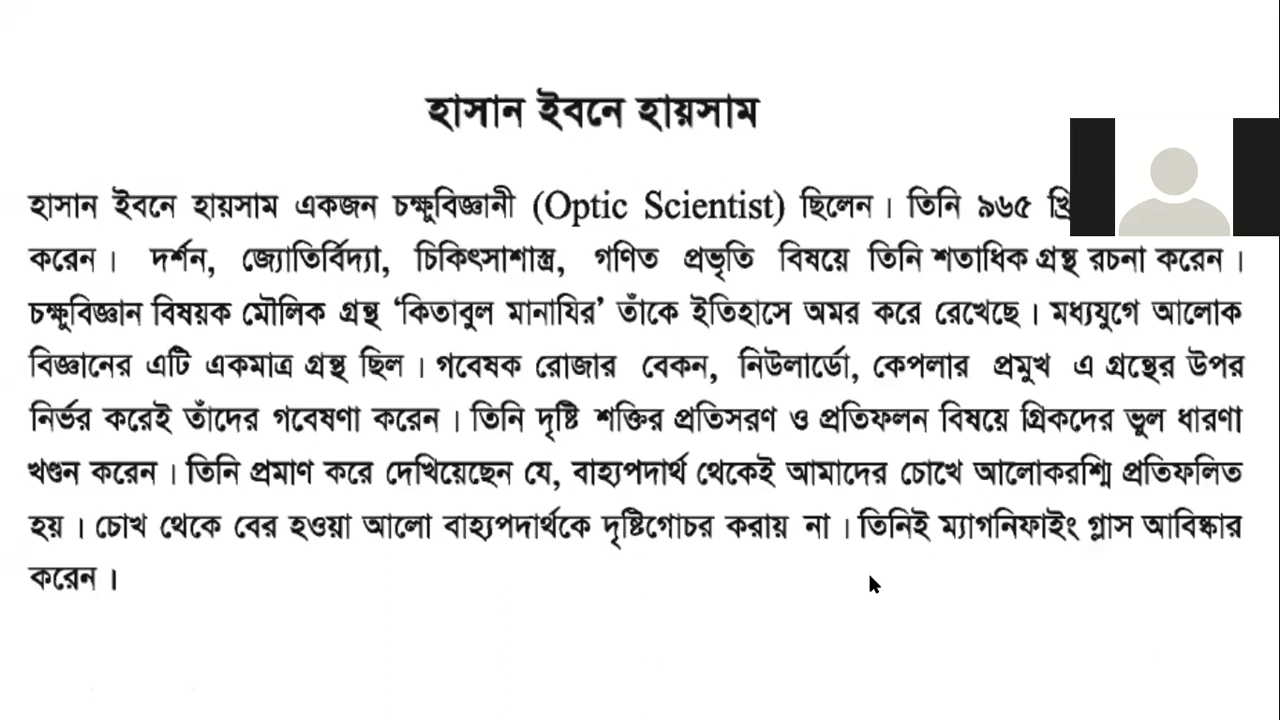 হাসান ইবনে হায়সাম
হাসান ইবনে হায়সাম একজন চক্ষুবিজ্ঞানী (Optic Scientist) ছিলেন। তিনি ৯৬৫
করেন। দর্শন, জ্যোতির্বিদ্যা, চিকিৎসাশাস্ত্র, গণিত প্রভৃতি বিষয়ে তিনি শতাধিক গ্রন্থ রচনা করেন।
চক্ষুবিজ্ঞান বিষয়ক মৌলিক গ্রন্থ ‘কিতাবুল মানাযির’ তাঁকে ইতিহাসে অমর করে রেখেছে। মধ্যযুগে আলোক
বিজ্ঞানের এটি একমাত্র গ্রন্থ ছিল। গবেষক রোজার বেকন, নিউলার্ডো, কেপলার প্রমুখ এ গ্রন্থের উপর
নির্ভর করেই তাঁদের গবেষণা করেন। তিনি দৃষ্টি শক্তির প্রতিসরণ ও প্রতিফলন বিষয়ে গ্রিকদের ভুল ধারণা
খণ্ডন করেন। তিনি প্রমাণ করে দেখিয়েছেন যে, বাহ্যপদার্থ থেকেই আমাদের চোখে আলোকরশ্মি প্রতিফলিত
হয়। চোখ থেকে বের হওয়া আলো বাহ্যপদার্থকে দৃষ্টিগোচর করায় না। তিনিই ম্যাগনিফাইং গ্লাস আবিষ্কার
করেন।